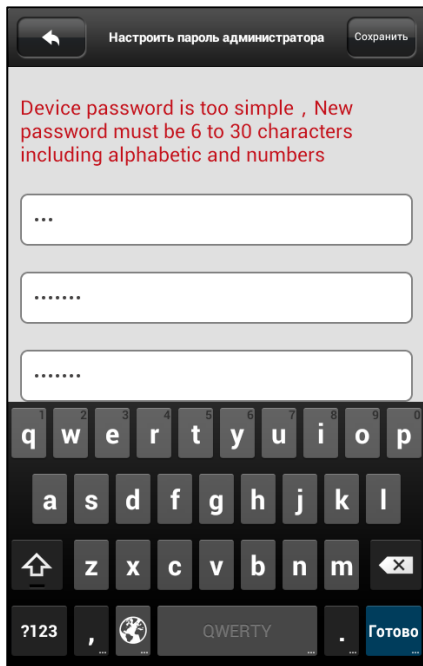 Настроить пароль администратора
Сохранить
Device password is too simple , New
password must be 6 to 30 characters
including alphabetic and numbers
•••
•••••••
•••••••
1 2 3 4 5 6 7 8 9 0
q w e r t y u i o p
a s d f g h j k l
z x c v b n m
?123 , QWERTY . Готово